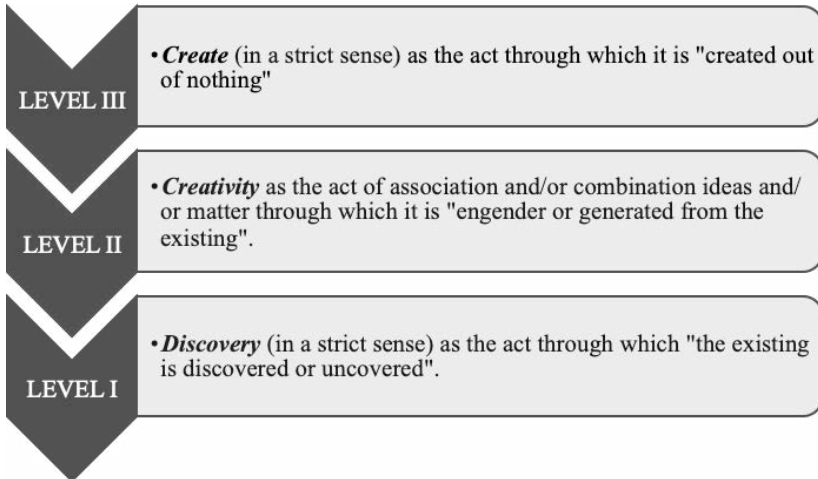 LEVEL III
• Create (in a strict sense) as the act through which it is "created out
of nothing"
LEVEL II
• Creativity as the act of association and/or combination ideas and/
or matter through which it is "engender or generated from the
existing".
LEVEL I
• Discovery (in a strict sense) as the act through which "the existing
is discovered or uncovered".